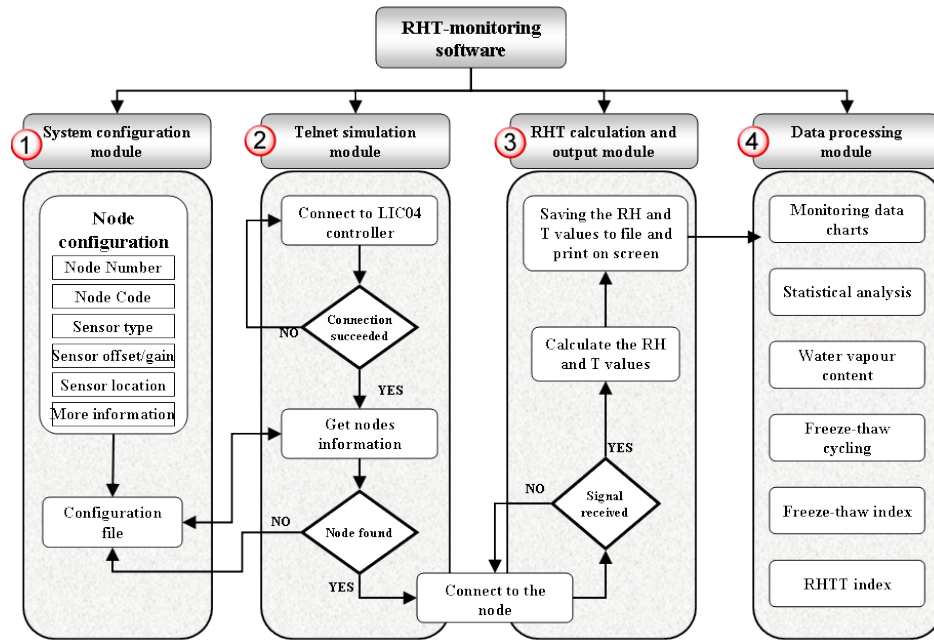 RHT-monitoring
software
1
System configuration
module
2
Telnet simulation
module
3
RHT calculation and
output module
4
Data processing
module
Node
configuration
Node Number
Node Code
Sensor type
Sensor offset/gain
Sensor location
More information
Configuration
file
Connect to LIC04
controller
NO
Connection
succeeded
YES
Get nodes
information
NO
Node found
YES
Connect to the
node
Saving the RH and
T values to file and
print on screen
Calculate the RH
and T values
YES
NO
Signal
received
Monitoring data
charts
Statistical analysis
Water vapour
content
Freeze-thaw
cycling
Freeze-thaw index
RHTT index